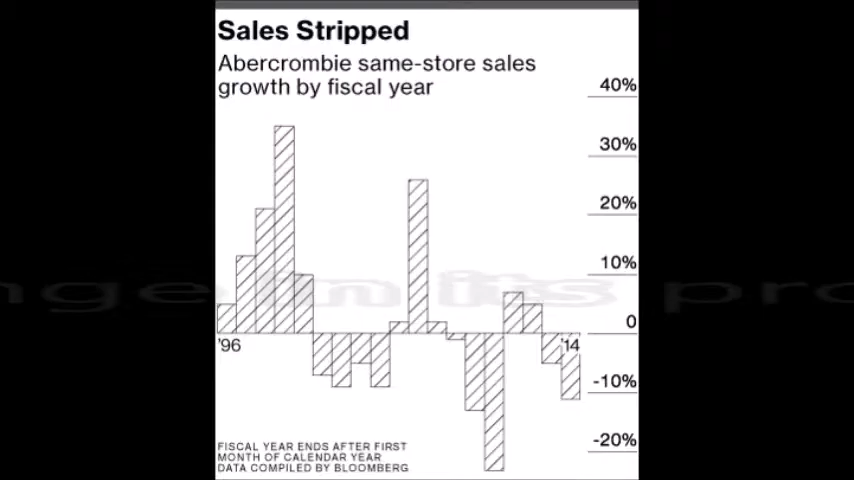 Sales Stripped
Abercrombie same-store sales
growth by fiscal year
40%
30%
20%
10%
0
'96
'14
-10%
-20%
FISCAL YEAR ENDS AFTER FIRST
MONTH OF CALENDAR YEAR
DATA COMPILED BY BLOOMBERG